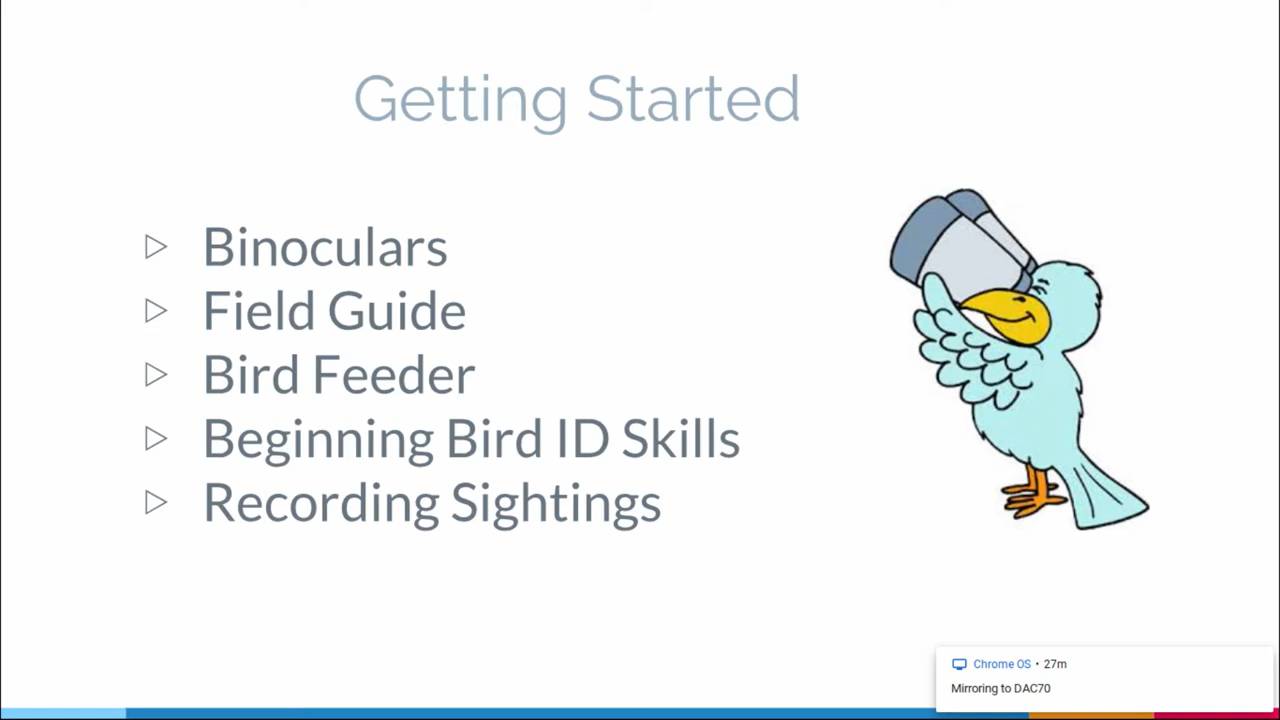 Getting Started
Binoculars
Field Guide
Bird Feeder
Beginning Bird ID Skills
Recording Sightings
Chrome OS • 27m
Mirroring to DAC70